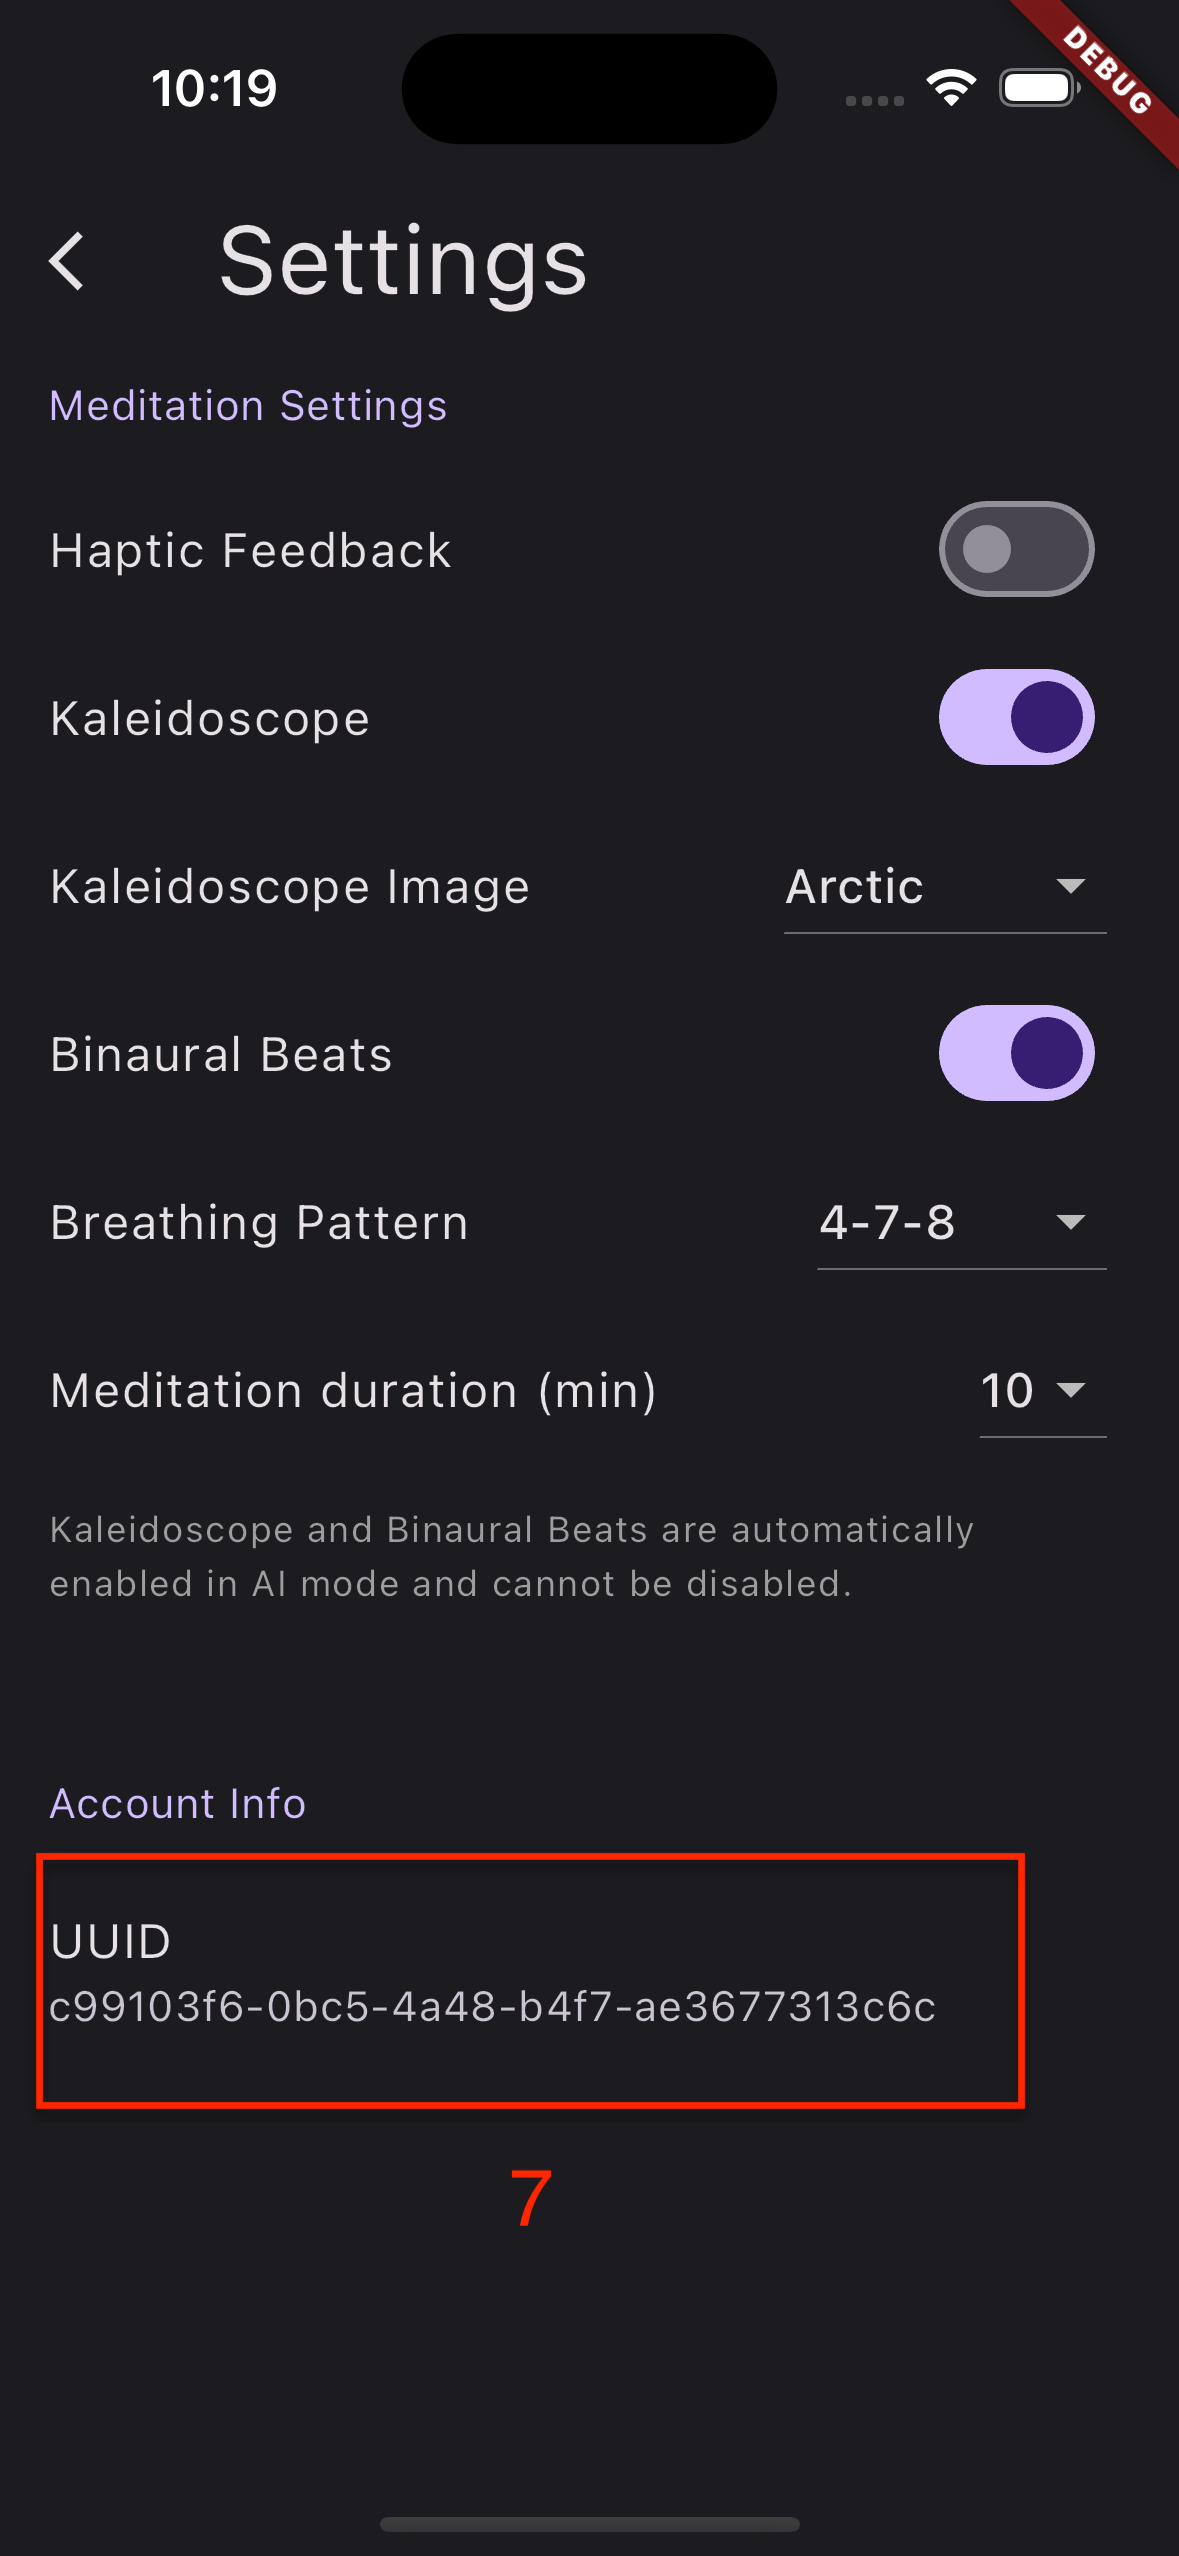 10:19
DEBUG
Settings
Meditation Settings
Haptic Feedback
Kaleidoscope
Kaleidoscope Image Arctic
Binaural Beats
Breathing Pattern 4-7-8
Meditation duration (min) 10
Kaleidoscope and Binaural Beats are automatically
enabled in AI mode and cannot be disabled.
Account Info
UUID
c99103f6-0bc5-4a48-b4f7-ae3677313c6c
7